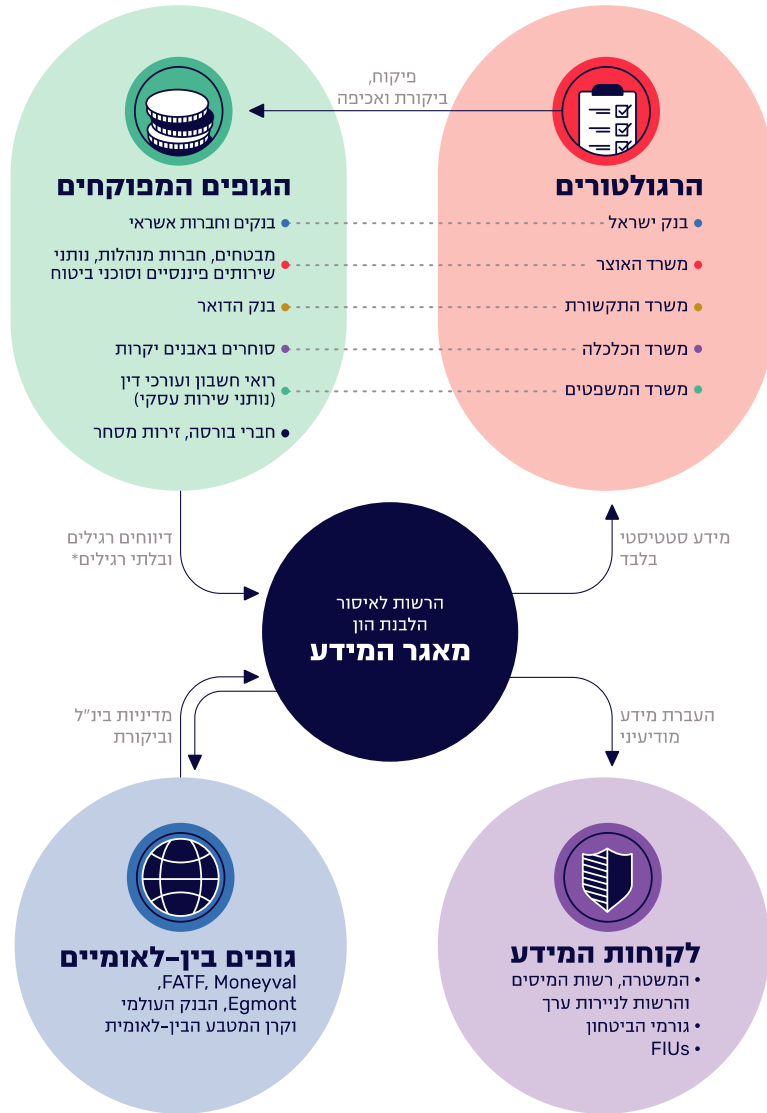 פיקוח,
ביקורת ואכיפה
הרגולטורים
• בנק ישראל
• משרד האוצר
• משרד התקשורת
• משרד הכלכלה
• משרד המשפטים
הגופים המפוקחים
• בנקים וחברות אשראי
• מבטחים, חברות מנהלות, נותני
שירותים פיננסיים וסוכני ביטוח
• בנק הדואר
• סוחרים באבנים יקרות
• רואי חשבון ועורכי דין
(נותני שירות עסקי)
• חברי בורסה, זירות מסחר
מידע סטטיסטי
בלבד
דיווחים רגילים
ובלתי רגילים*
הרשות לאיסור
הלבנת הון
מאגר המידע
העברת מידע
מודיעיני
מדיניות בינ"ל
וביקורת
לקוחות המידע
• המשטרה, רשות המיסים
והרשות לניירות ערך
• גורמי הביטחון
• FIUs
גופים בין-לאומיים
FATF, Moneyval,
Egmont, הבנק העולמי
וקרן המטבע הבין-לאומית